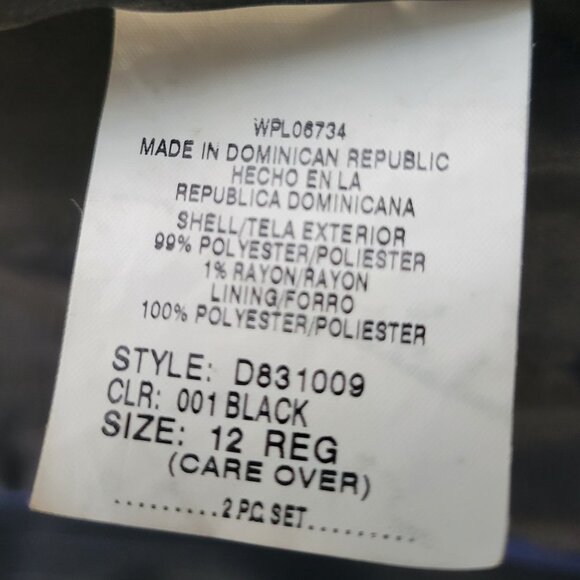 WPL06734
MADE IN DOMINICAN REPUBLIC
HECHO EN LA
REPUBLICA DOMINICANA
SHELL/TELA EXTERIOR
99% POLYESTER/POLIESTER
1% RAYON/RAYON
LINING/FORRO
100% POLYESTER/POLIESTER
STYLE: D831009
CLR: 001 BLACK
SIZE: 12 REG
(CARE OVER)
.........2 PC SET.........